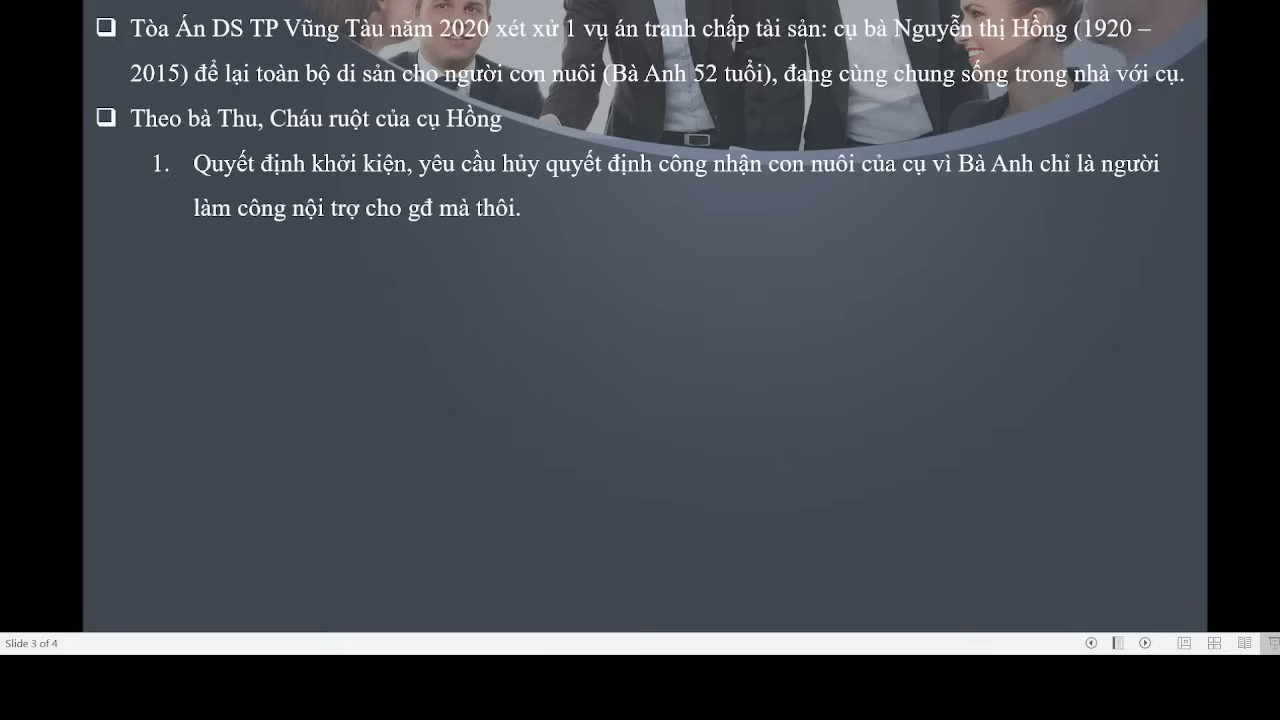 Tòa Án DS TP Vũng Tàu năm 2020 xét xử 1 vụ án tranh chấp tài sản: cụ bà Nguyễn thị Hồng (1920 –
2015) để lại toàn bộ di sản cho người con nuôi (Bà Anh 52 tuổi), đang cùng chung sống trong nhà với cụ.
Theo bà Thu, Cháu ruột của cụ Hồng
1. Quyết định khởi kiện, yêu cầu hủy quyết định công nhận con nuôi của cụ vì Bà Anh chỉ là người
làm công nội trợ cho gđ mà thôi.
Slide 3 of 4